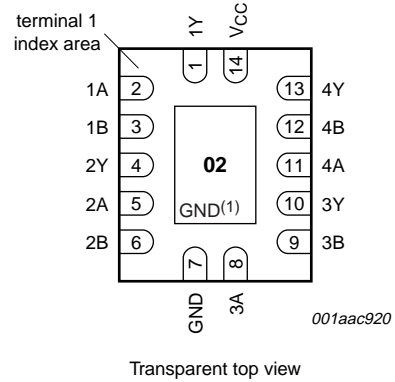 terminal 1
index area
1Y
VCC
1
14
1A 2 13 4Y
1B 3 12 4B
2Y 4 02 11 4A
2A 5 10 3Y
GND(1)
2B 6 9 3B
7
8
GND
3A
001aac920
Transparent top view